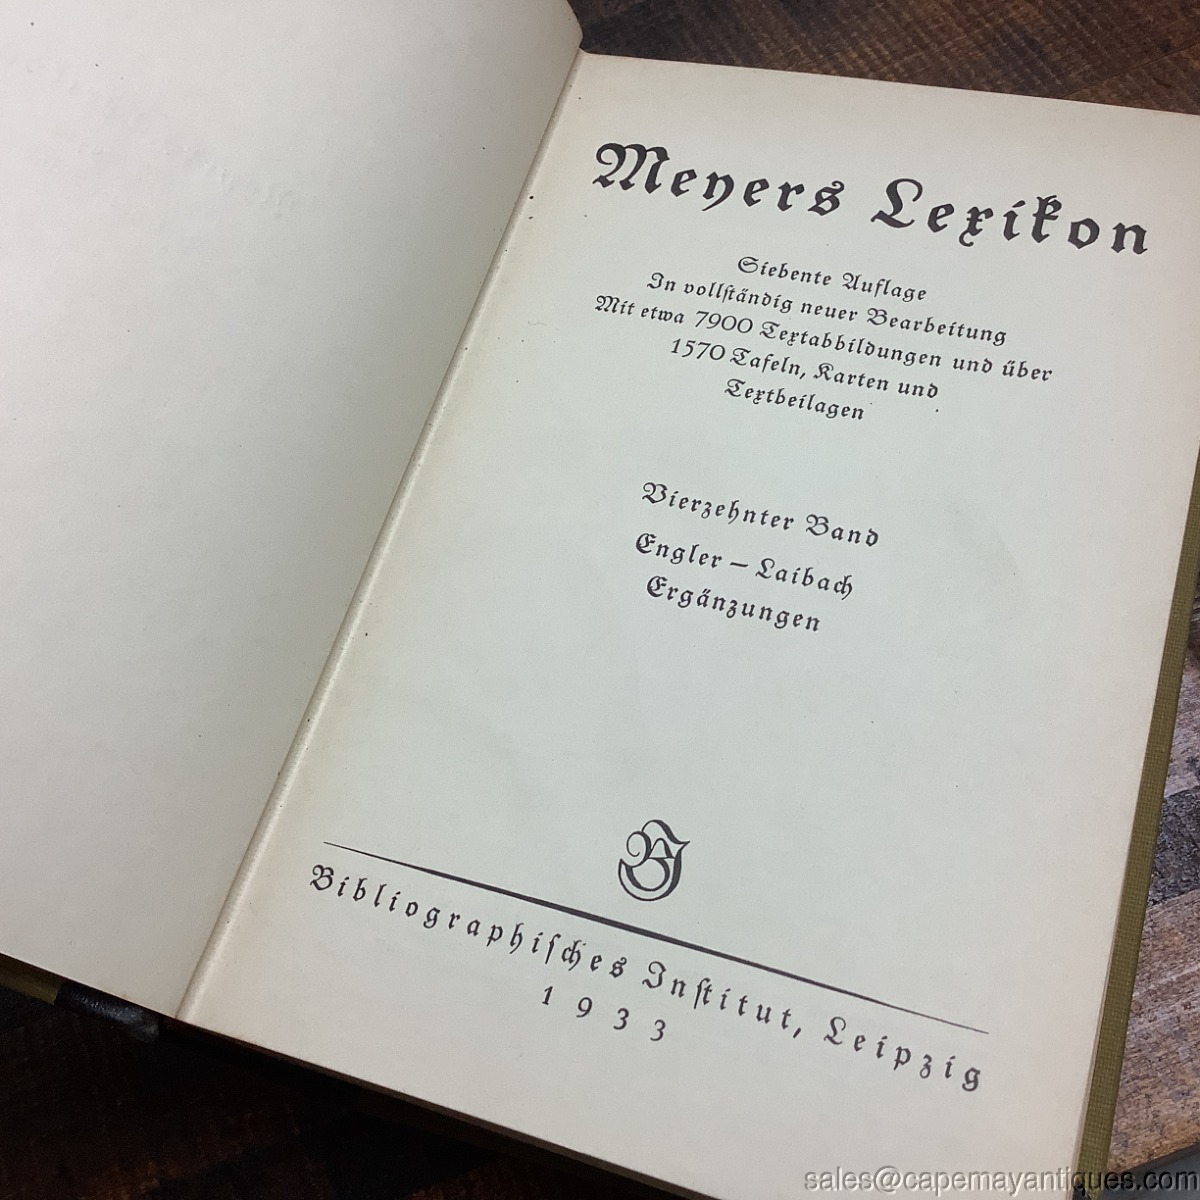 Meyers Lexikon
Siebente Auflage
In vollständig neuer Bearbeitung
Mit etwa 7900 Textabbildungen und über
1570 Tafeln, Karten und
Textbeilagen
Vierzehnter Band
Engler – Laibach
Ergänzungen
BI
Bibliographisches Institut, Leipzig
1933
sales@capemayantiques.com